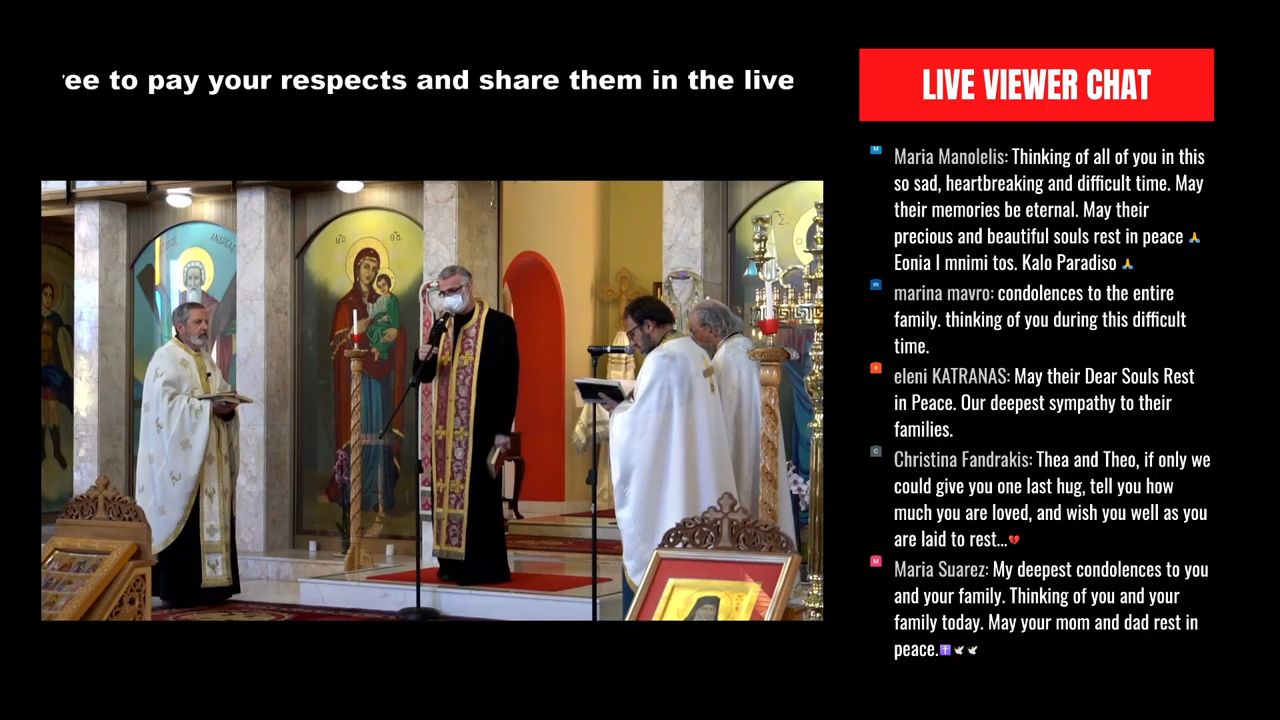 ee to pay your respects and share them in the live
LIVE VIEWER CHAT
Maria Manolelis: Thinking of all of you in this
so sad, heartbreaking and difficult time. May
their memories be eternal. May their
precious and beautiful souls rest in peace 🙏
Eonia I mnimi tos. Kalo Paradiso 🙏
marina mavro: condolences to the entire
family. thinking of you during this difficult
time.
eleni KATRANAS: May their Dear Souls Rest
in Peace. Our deepest sympathy to their
families.
Christina Fandrakis: Thea and Theo, if only we
could give you one last hug, tell you how
much you are loved, and wish you well as you
are laid to rest...💔
Maria Suarez: My deepest condolences to you
and your family. Thinking of you and your
family today. May your mom and dad rest in
peace.✝️🕊️🕊️